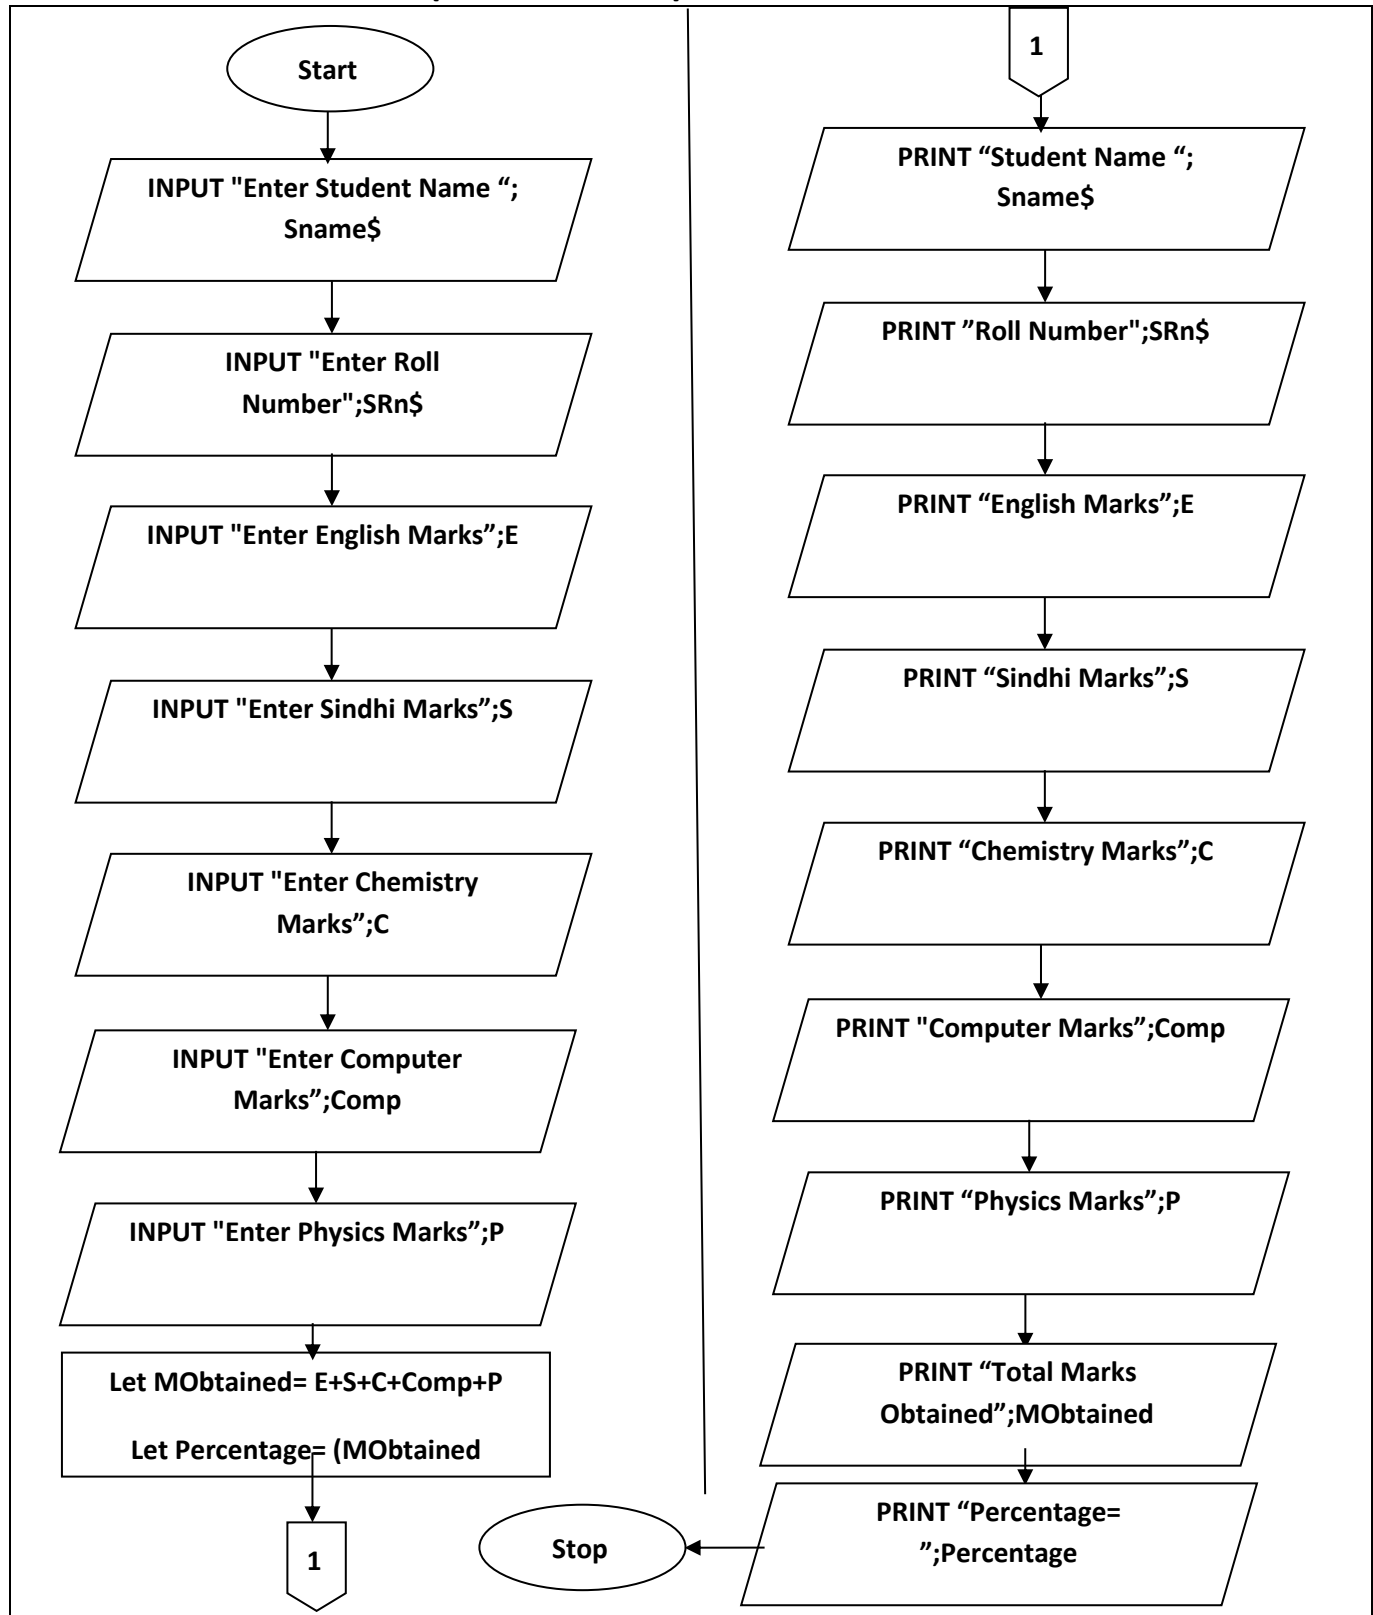 Start
INPUT "Enter Student Name “;
Sname$
INPUT "Enter Roll
Number";SRn$
INPUT "Enter English Marks”;E
INPUT "Enter Sindhi Marks”;S
INPUT "Enter Chemistry
Marks”;C
INPUT "Enter Computer
Marks”;Comp
INPUT "Enter Physics Marks”;P
Let MObtained= E+S+C+Comp+P
Let Percentage= (MObtained
1
1
PRINT “Student Name “;
Sname$
PRINT ”Roll Number";SRn$
PRINT “English Marks”;E
PRINT “Sindhi Marks”;S
PRINT “Chemistry Marks”;C
PRINT "Computer Marks”;Comp
PRINT “Physics Marks”;P
PRINT “Total Marks
Obtained”;MObtained
PRINT “Percentage=
”;Percentage
Stop